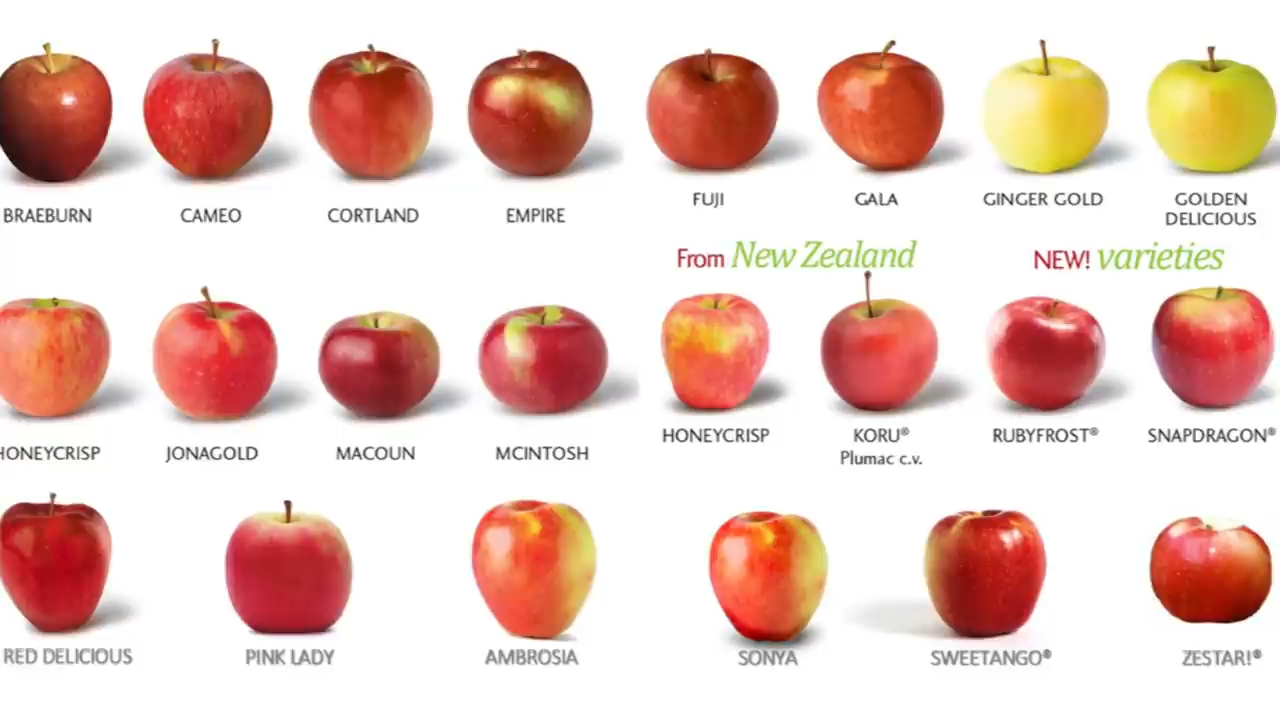 BRAEBURN
CAMEO
CORTLAND
EMPIRE
FUJI
GALA
GINGER GOLD
GOLDEN
DELICIOUS
From New Zealand
NEW! varieties
HONEYCRISP
JONAGOLD
MACOUN
MCINTOSH
HONEYCRISP
KORU®
Plumac c.v.
RUBYFROST®
SNAPDRAGON®
RED DELICIOUS
PINK LADY
AMBROSIA
SONYA
SWEETANGO®
ZESTAR!®